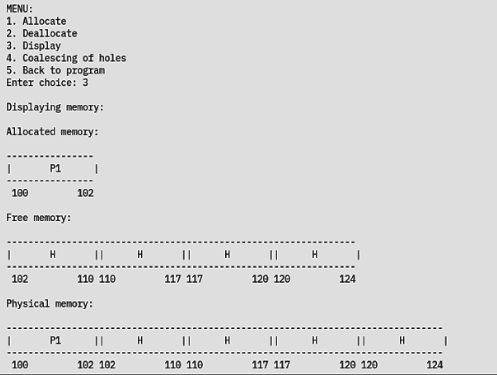 MENU:
1. Allocate
2. Deallocate
3. Display
4. Coalescing of holes
5. Back to program
Enter choice: 3
Displaying memory:
Allocated memory:
----------------
|       P1      |
----------------
100         102
Free memory:
----------------------------------------------------------------
|       H       ||      H       ||      H       ||      H       |
----------------------------------------------------------------
102         110 110         117 117         120 120         124
Physical memory:
--------------------------------------------------------------------------------
|       P1      ||      H       ||      H       ||      H       ||      H       |
--------------------------------------------------------------------------------
100         102 102         110 110         117 117         120 120         124